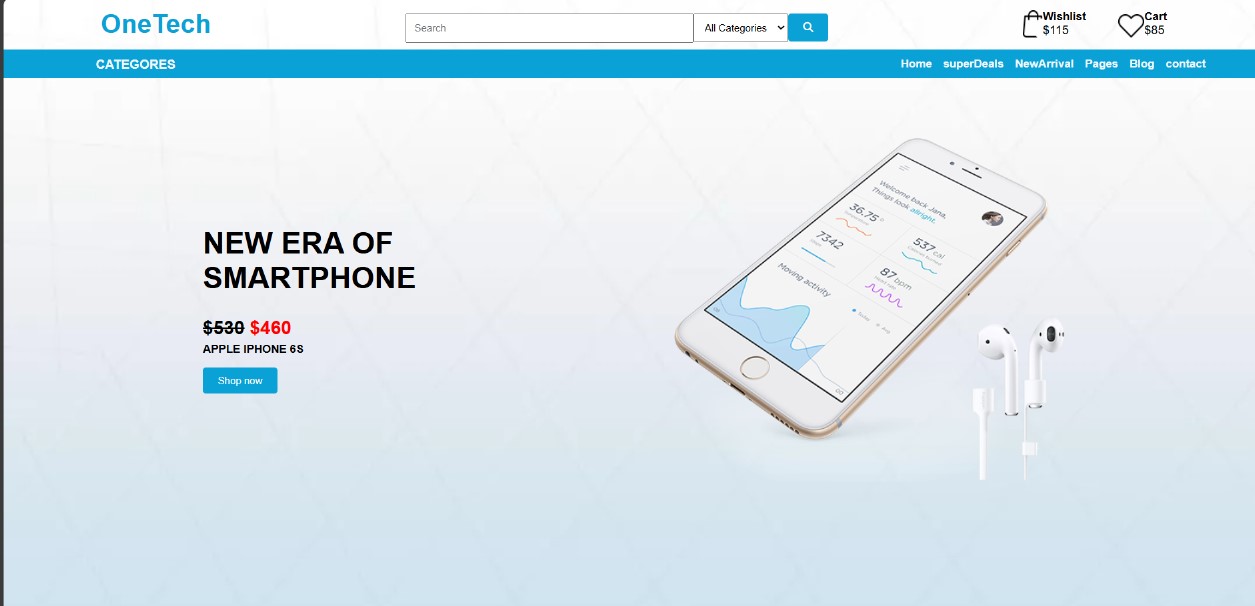 OneTech
Search
All Categories
Wishlist
$115
Cart
$85
CATEGORES
Home superDeals NewArrival Pages Blog contact
NEW ERA OF
SMARTPHONE
$530 $460
APPLE IPHONE 6S
Shop now
Welcome back Jana,
Things look allright.
36.75°
7342
537 cal
87 bpm
Moving activity
Today